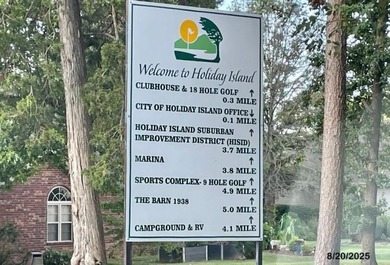 Welcome to Holiday Island
CLUBHOUSE & 18 HOLE GOLF ↑
0.3 MILE
CITY OF HOLIDAY ISLAND OFFICE ↓
0.1 MILE
HOLIDAY ISLAND SUBURBAN ↑
IMPROVEMENT DISTRICT (HISID)
3.7 MILE
MARINA ↑
3.8 MILE
SPORTS COMPLEX- 9 HOLE GOLF ↑
4.9 MILE
THE BARN 1938 ↑
5.0 MILE
CAMPGROUND & RV ↑
4.1 MILE
8/20/2025